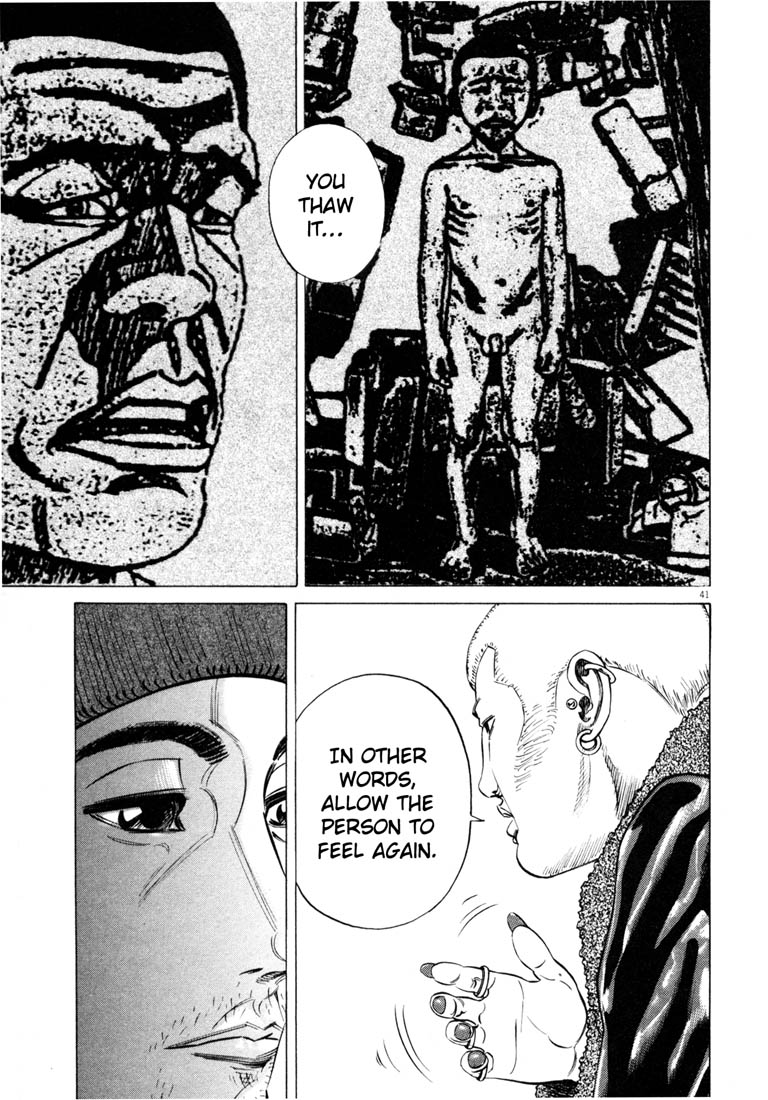 YOU
THAW
IT...
41
IN OTHER
WORDS,
ALLOW THE
PERSON TO
FEEL AGAIN.